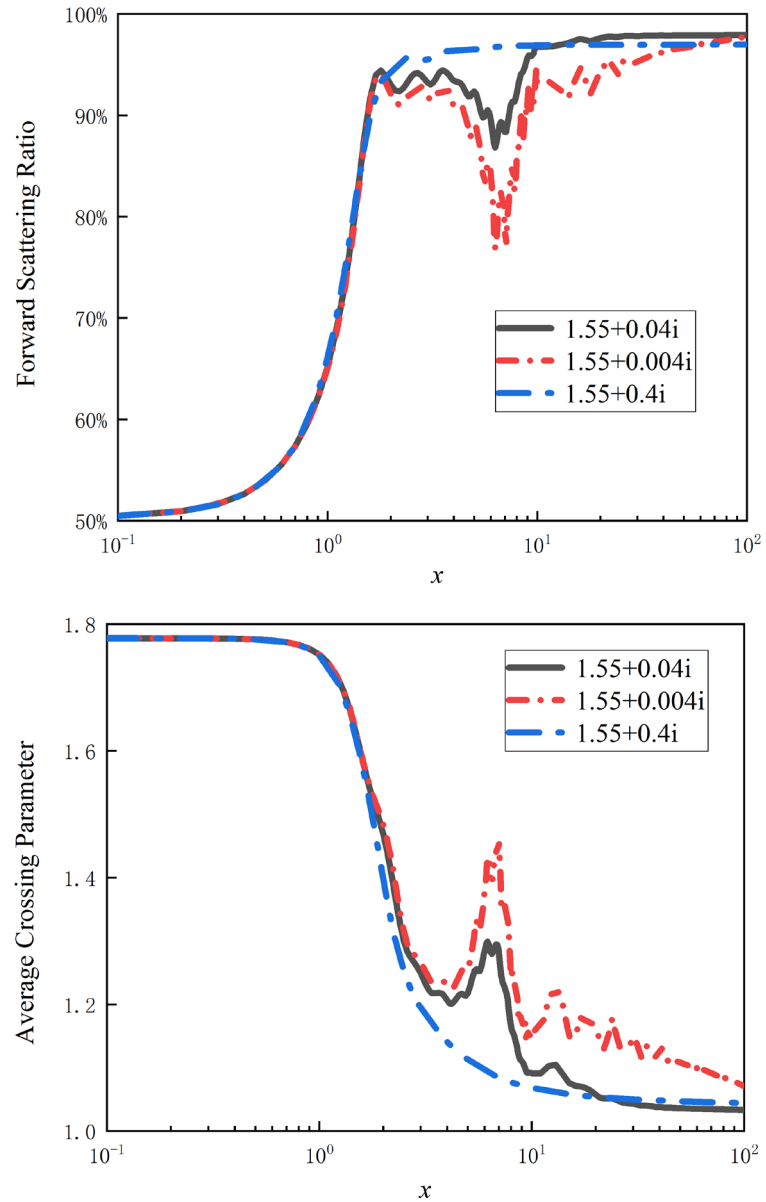 100%
90%
80%
70%
60%
50%
Forward Scattering Ratio
1.55+0.04i
1.55+0.004i
1.55+0.4i
10⁻¹ 10⁰ 10¹ 10²
x
1.8
1.6
1.4
1.2
1.0
Average Crossing Parameter
1.55+0.04i
1.55+0.004i
1.55+0.4i
10⁻¹ 10⁰ 10¹ 10²
x